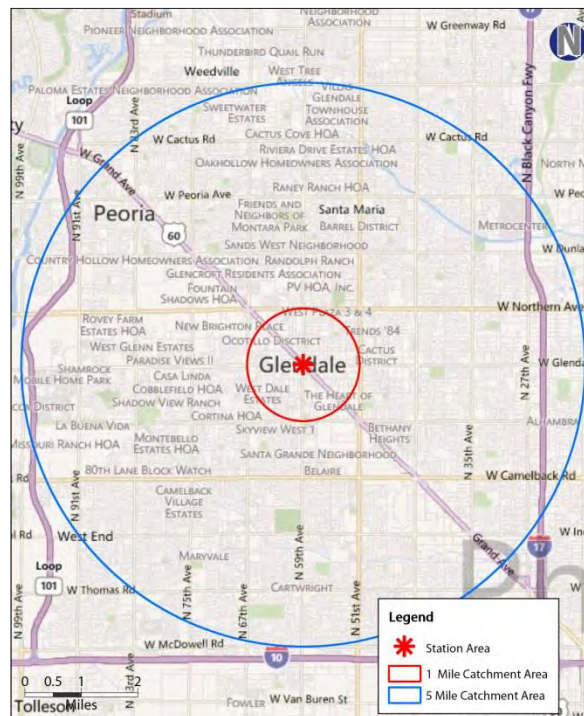 Stadium
PIONEER NEIGHBORHOOD ASSOCIATION
NEIGHBORHOOD
ASSOCIATION
W Greenway Rd
17
N
THUNDERBIRD QUAIL RUN
Weedville
WEST TREE
ANGELS
PALOMA ESTATES NEIGHBORHOOD ASSOCIATION
VILLAS
GLENDALE
TOWNHOUSE
ASSOCIATION
Loop
101
SWEETWATER
ESTATES
N 83rd Ave
N 99th Ave
W Cactus Rd
CACTUS COVE HOA
W Cactus Rd
RIVIERA DRIVE ESTATES HOA
OAKHOLLOW HOMEOWNERS ASSOCIATION
N Black Canyon Fwy
W Grand Ave
N 91st Ave
W Peoria Ave
RANEY RANCH HOA
Peoria
60
FRIENDS AND
NEIGHBORS OF
MONTARA PARK
Santa Maria
BARREL DISTRICT
METROCENTER
SANDS WEST NEIGHBORHOOD
COUNTRY HOLLOW HOMEOWNERS ASSOCIATION
RANDOLPH RANCH
GLENCROFT RESIDENTS ASSOCIATION
FOUNTAIN
SHADOWS HOA
PV HOA, INC.
W Northern Ave
WEST PLAZA 3 & 4
TRENDS '84
ROVEY FARM
ESTATES HOA
NEW BRIGHTON PLACE
OCOTILLO DISTRICT
WEST GLENN ESTATES
PARADISE VIEWS II
CACTUS
DISTRICT
Glendale
W Glenda
SHAMROCK
MOBILE HOME PARK
CASA LINDA
COBBLEFIELD HOA
SHADOW VIEW RANCH
WEST DALE
ESTATES
THE HEART OF
GLENDALE
N 27th Ave
CORTINA HOA
LA BUENA VIDA
SKYVIEW WEST I
BETHANY
HEIGHTS
ALHAMBRA
MISSOURI RANCH HOA
MONTEBELLO
ESTATES HOA
SANTA GRANDE NEIGHBORHOOD
N 35th Ave
80th LANE BLOCK WATCH
BELAIRE
W Camelback Rd
N 91st Ave
CAMELBACK
VILLAGE
ESTATES
West End
N 59th Ave
Grand Ave
17
MARYVALE
Loop
101
W Thomas Rd
N 75th Ave
N 67th Ave
CARTWRIGHT
N 51st Ave
N 99th Ave
W McDowell Rd
10
Legend
Station Area
1 Mile Catchment Area
5 Mile Catchment Area
0 0.5 1 2
Miles
Tolleson
FOWLER
W Van Buren St